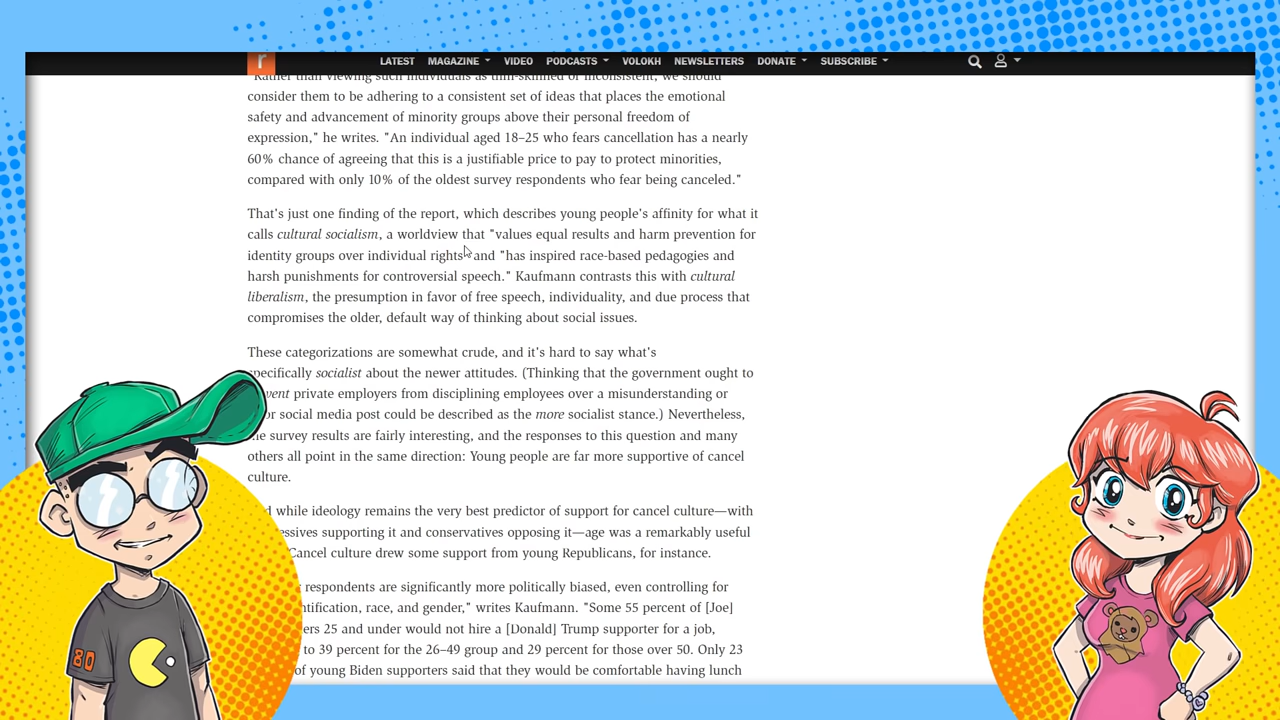 r LATEST MAGAZINE VIDEO PODCASTS VOLOKH NEWSLETTERS DONATE SUBSCRIBE
"Rather than viewing such individuals as thin-skinned or inconsistent, we should
consider them to be adhering to a consistent set of ideas that places the emotional
safety and advancement of minority groups above their personal freedom of
expression," he writes. "An individual aged 18–25 who fears cancellation has a nearly
60% chance of agreeing that this is a justifiable price to pay to protect minorities,
compared with only 10% of the oldest survey respondents who fear being canceled."
That's just one finding of the report, which describes young people's affinity for what it
calls cultural socialism, a worldview that "values equal results and harm prevention for
identity groups over individual rights" and "has inspired race-based pedagogies and
harsh punishments for controversial speech." Kaufmann contrasts this with cultural
liberalism, the presumption in favor of free speech, individuality, and due process that
compromises the older, default way of thinking about social issues.
These categorizations are somewhat crude, and it's hard to say what's
specifically socialist about the newer attitudes. (Thinking that the government ought to
private employers from disciplining employees over a misunderstanding or
social media post could be described as the more socialist stance.) Nevertheless,
the survey results are fairly interesting, and the responses to this question and many
others all point in the same direction: Young people are far more supportive of cancel
culture.
while ideology remains the very best predictor of support for cancel culture—with
supporting it and conservatives opposing it—age was a remarkably useful
Cancel culture drew some support from young Republicans, for instance.
respondents are significantly more politically biased, even controlling for
race, and gender," writes Kaufmann. "Some 55 percent of [Joe]
25 and under would not hire a [Donald] Trump supporter for a job,
to 39 percent for the 26–49 group and 29 percent for those over 50. Only 23
of young Biden supporters said that they would be comfortable having lunch
80